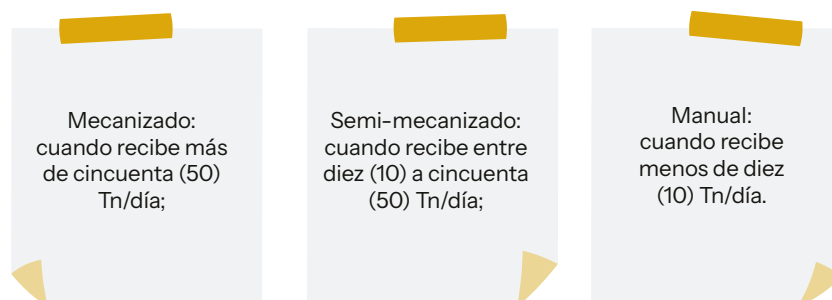 Mecanizado:
cuando recibe más
de cincuenta (50)
Tn/día;
Semi-mecanizado:
cuando recibe entre
diez (10) a cincuenta
(50) Tn/día;
Manual:
cuando recibe
menos de diez
(10) Tn/día.